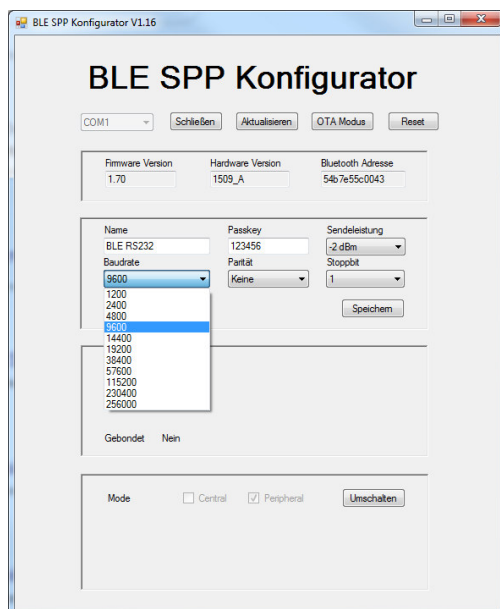 BLE SPP Konfigurator V1.16
BLE SPP Konfigurator
COM1 Schließen Aktualisieren OTA Modus Reset
Firmware Version Hardware Version Bluetooth Adresse
1.70 1509_A 54b7e55c0043
Name Passkey Sendeleistung
BLE RS232 123456 -2 dBm
Baudrate Parität Stoppbit
9600 Keine 1
1200
2400
4800
9600
14400
19200
38400
57600
115200
230400
256000
Speichern
Gebondet Nein
Mode Central Peripheral Umschalten